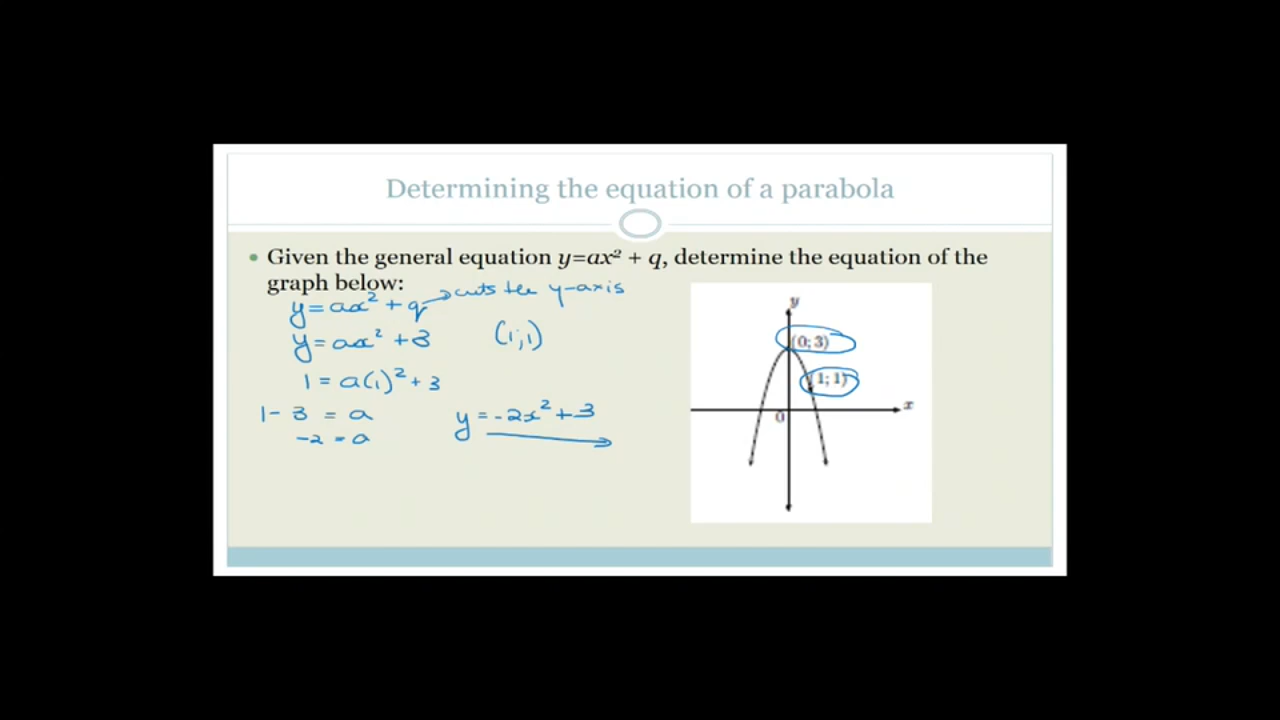 Determining the equation of a parabola
• Given the general equation y=ax² + q, determine the equation of the
graph below:
y = ax² + q → cuts the y-axis
y = ax² + 3 (1;1)
1 = a(1)² + 3
1 - 3 = a
-2 = a
y = -2x² + 3
y
(0; 3)
(1; 1)
0
x